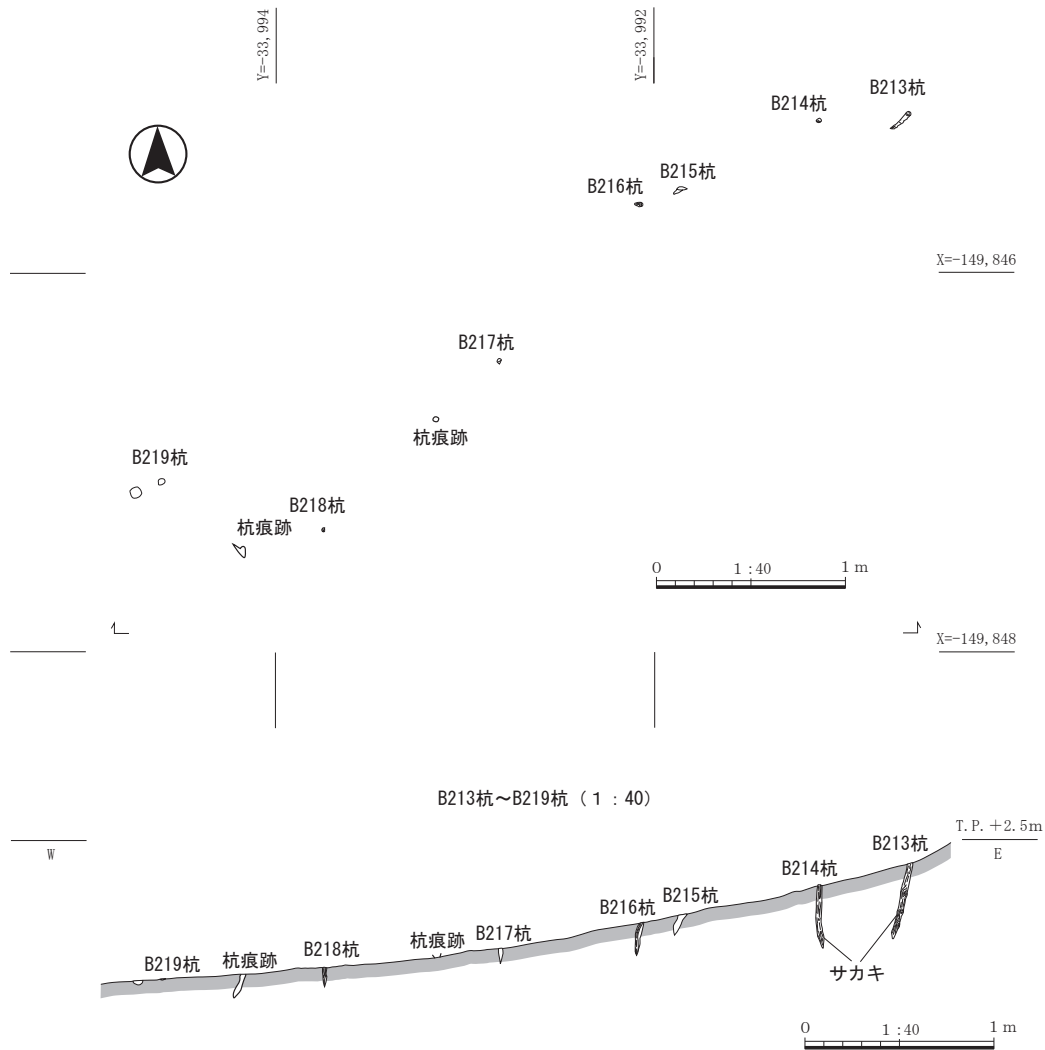 Y=-33,994
Y=-33,992
B213杭
B214杭
B215杭
B216杭
X=-149,846
B217杭
杭痕跡
B219杭
B218杭
杭痕跡
0 1:40 1 m
X=-149,848
B213杭～B219杭（1：40）
T.P.＋2.5m
W
E
B213杭
B214杭
B215杭
B216杭
B217杭
杭痕跡
B218杭
杭痕跡
B219杭
サカキ
0 1:40 1 m